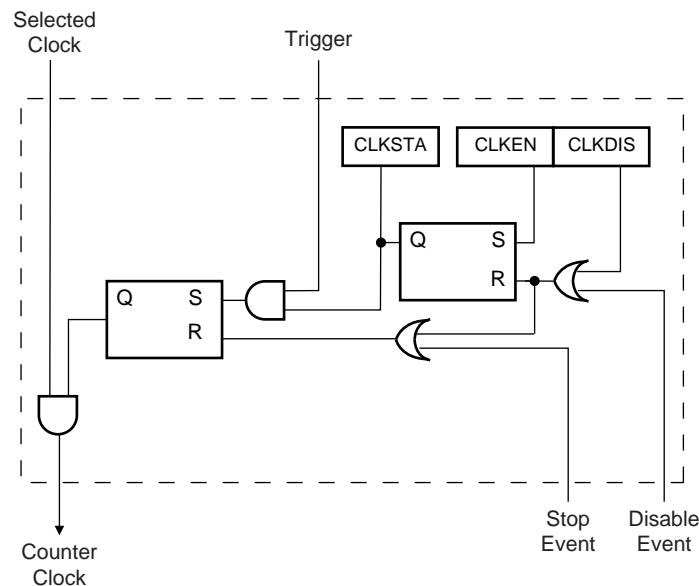 Selected
Clock
Trigger
CLKSTA
CLKEN
CLKDIS
Q
S
R
Q
S
R
Stop
Event
Disable
Event
Counter
Clock